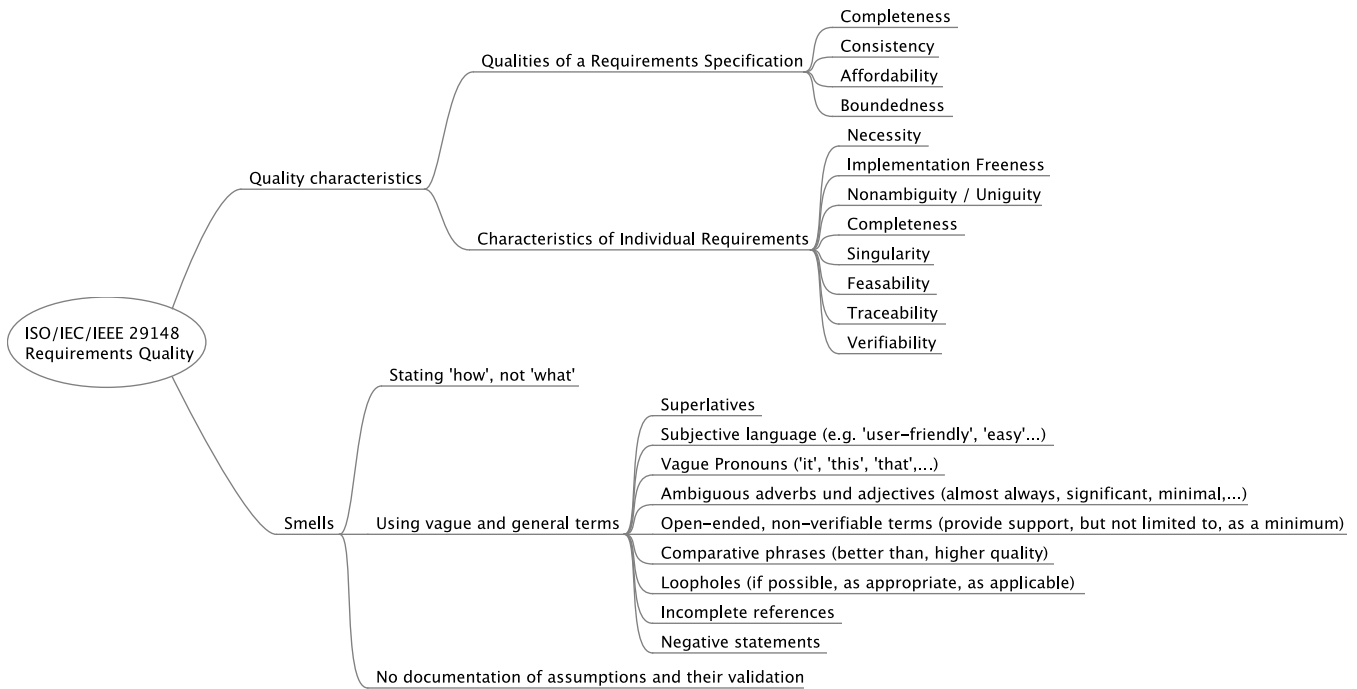 Completeness
Qualities of a Requirements Specification
Consistency
Affordability
Boundedness
Quality characteristics
Necessity
Implementation Freeness
Nonambiguity / Uniguity
Characteristics of Individual Requirements
Completeness
Singularity
Feasability
Traceability
Verifiability
ISO/IEC/IEEE 29148
Requirements Quality
Smells
Stating 'how', not 'what'
Using vague and general terms
Superlatives
Subjective language (e.g. 'user-friendly', 'easy'...)
Vague Pronouns ('it', 'this', 'that',...)
Ambiguous adverbs und adjectives (almost always, significant, minimal,...)
Open-ended, non-verifiable terms (provide support, but not limited to, as a minimum)
Comparative phrases (better than, higher quality)
Loopholes (if possible, as appropriate, as applicable)
Incomplete references
Negative statements
No documentation of assumptions and their validation